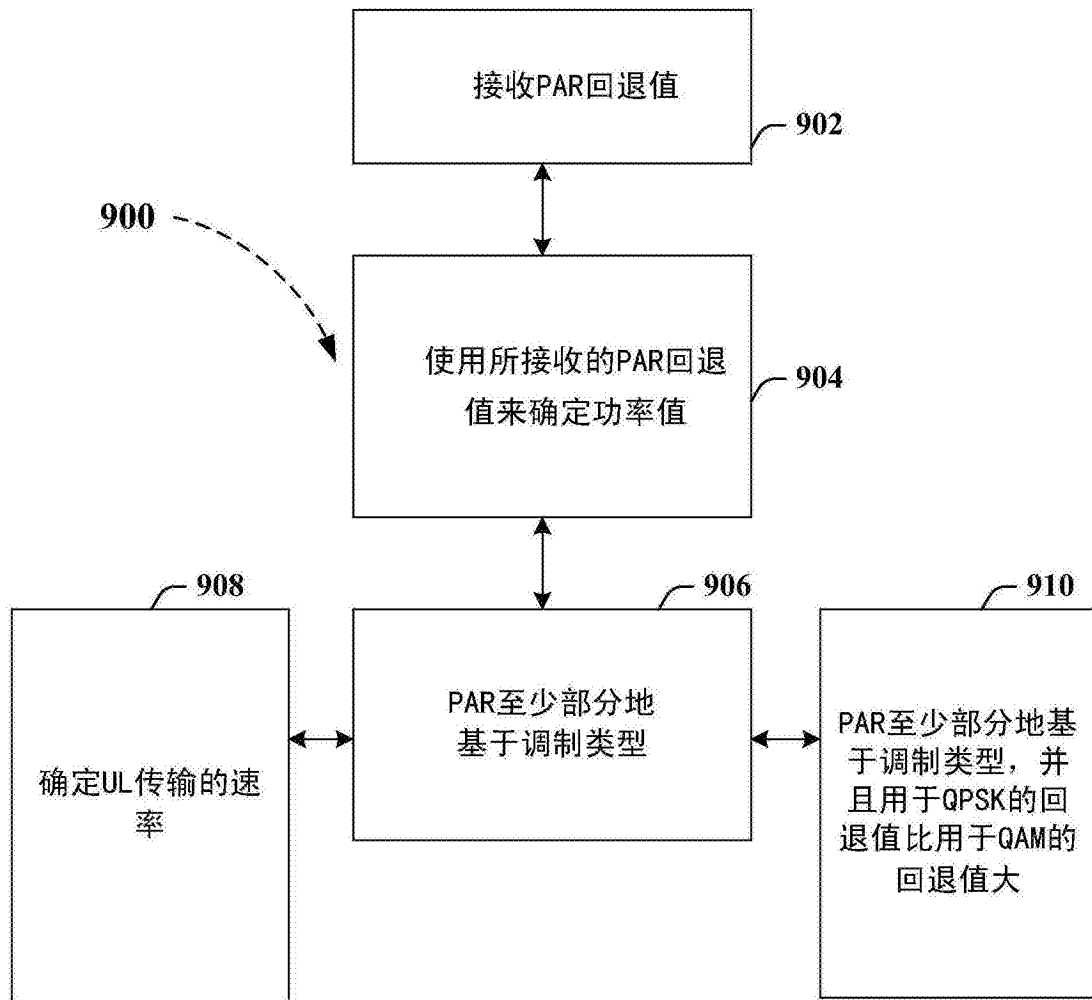 接收PAR回退值
902
900
使用所接收的PAR回退
值来确定功率值
904
908
906
910
确定UL传输的速
率
PAR至少部分地
基于调制类型
PAR至少部分地基
于调制类型，并
且用于QPSK的回
退值比用于QAM的
回退值大